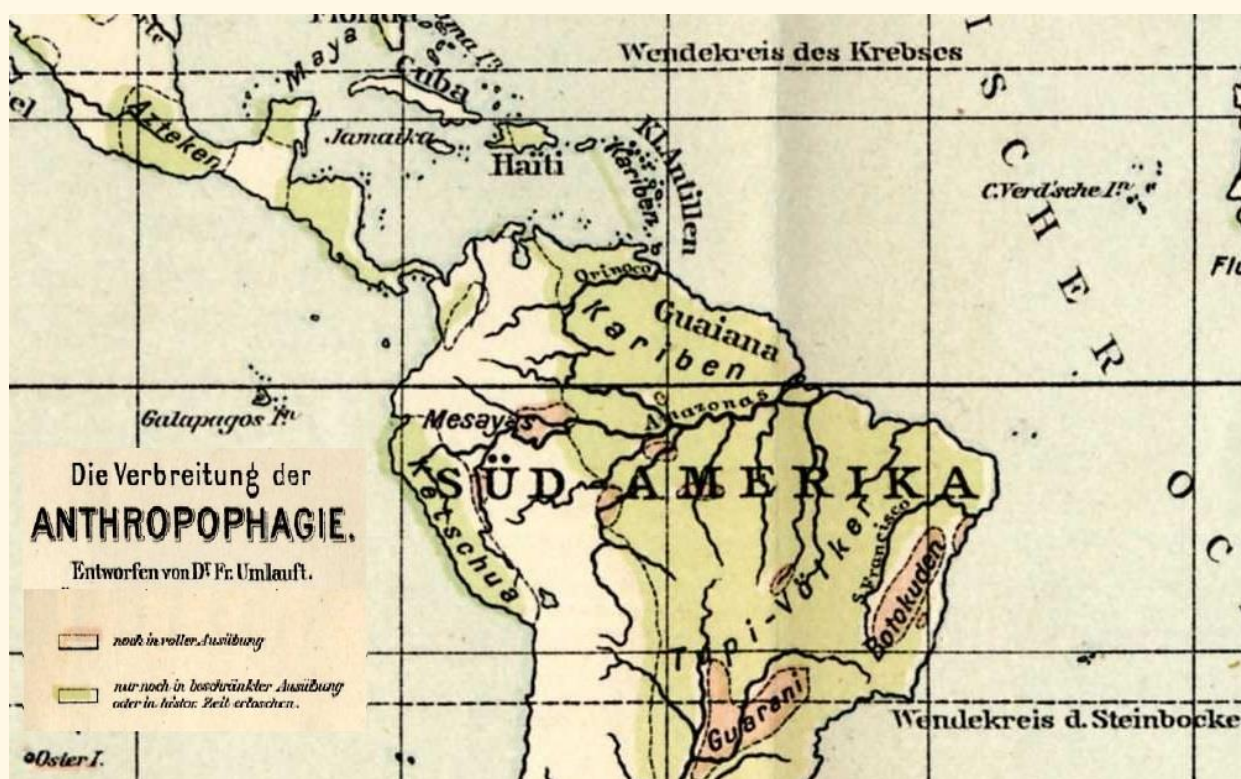 Florida
Maya
Cuba
Wendekreis des Krebses
Azteken
Jamaika
Haïti
Kl. Antillen
Kariben
C. Verd'sche In.
I
S
C
H
E
R
O
C
Orinoco
Guaiana
Kariben
Amazonas
Galapagos In.
Mesayas
SÜD-AMERIKA
Ketschua
S. Francisco
Tupi-Völker
Botokuden
Guarani
Wendekreis d. Steinbocke
Oster I.
Die Verbreitung der
ANTHROPOPHAGIE.
Entworfen von Dr. Fr. Umlauft.
noch in voller Ausübung
nur noch in beschränkter Ausübung
oder in histor. Zeit erloschen.